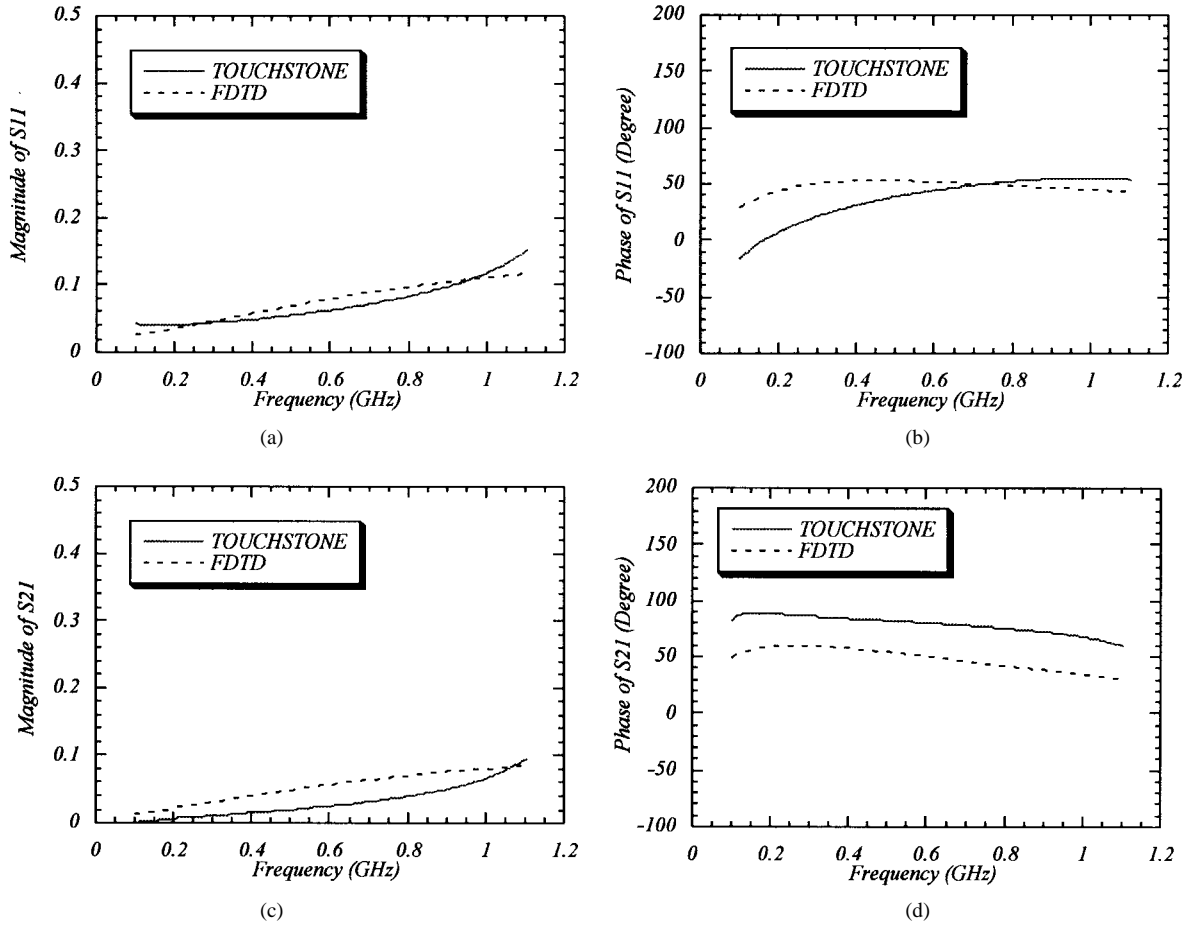 0.5
0.4
0.3
0.2
0.1
0
Magnitude of S11
TOUCHSTONE
FDTD
0 0.2 0.4 0.6 0.8 1 1.2
Frequency (GHz)
(a)
200
150
100
50
0
-50
-100
Phase of S11 (Degree)
TOUCHSTONE
FDTD
0 0.2 0.4 0.6 0.8 1 1.2
Frequency (GHz)
(b)
0.5
0.4
0.3
0.2
0.1
0
Magnitude of S21
TOUCHSTONE
FDTD
0 0.2 0.4 0.6 0.8 1 1.2
Frequency (GHz)
(c)
200
150
100
50
0
-50
-100
Phase of S21 (Degree)
TOUCHSTONE
FDTD
0 0.2 0.4 0.6 0.8 1 1.2
Frequency (GHz)
(d)